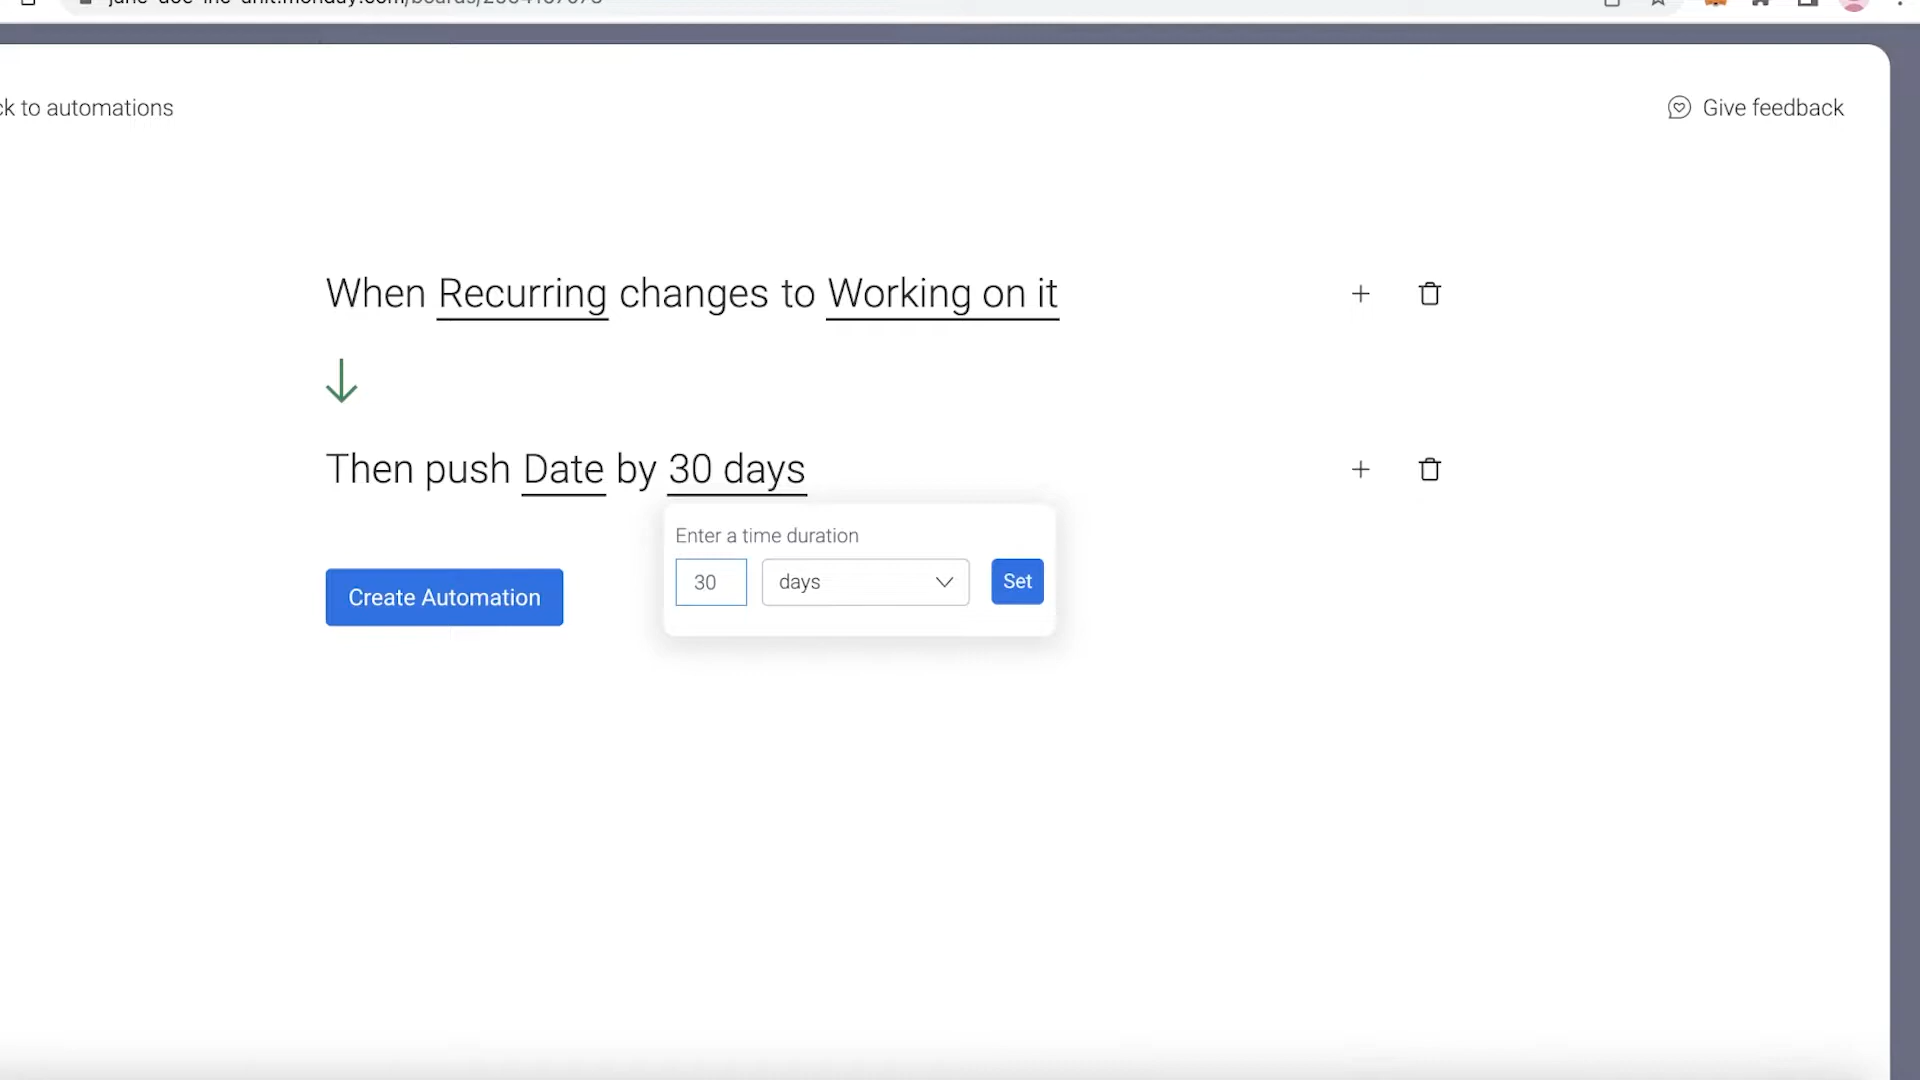 ck to automations
Give feedback
When Recurring changes to Working on it
Then push Date by 30 days
Enter a time duration
30 days Set
Create Automation